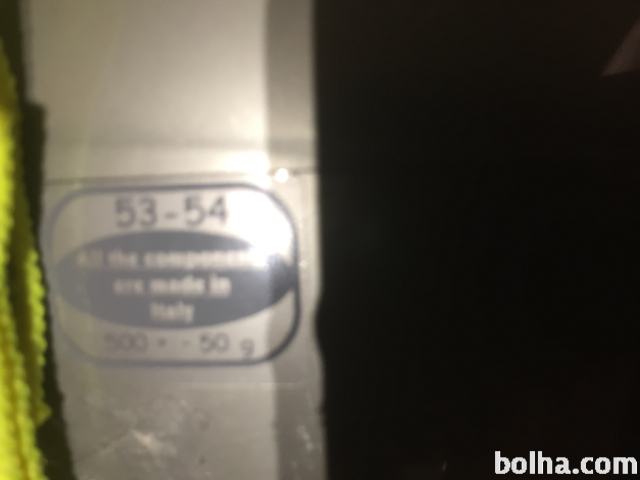 53-54
All the components
are made in
Italy
500 + - 50 g
bolha.com